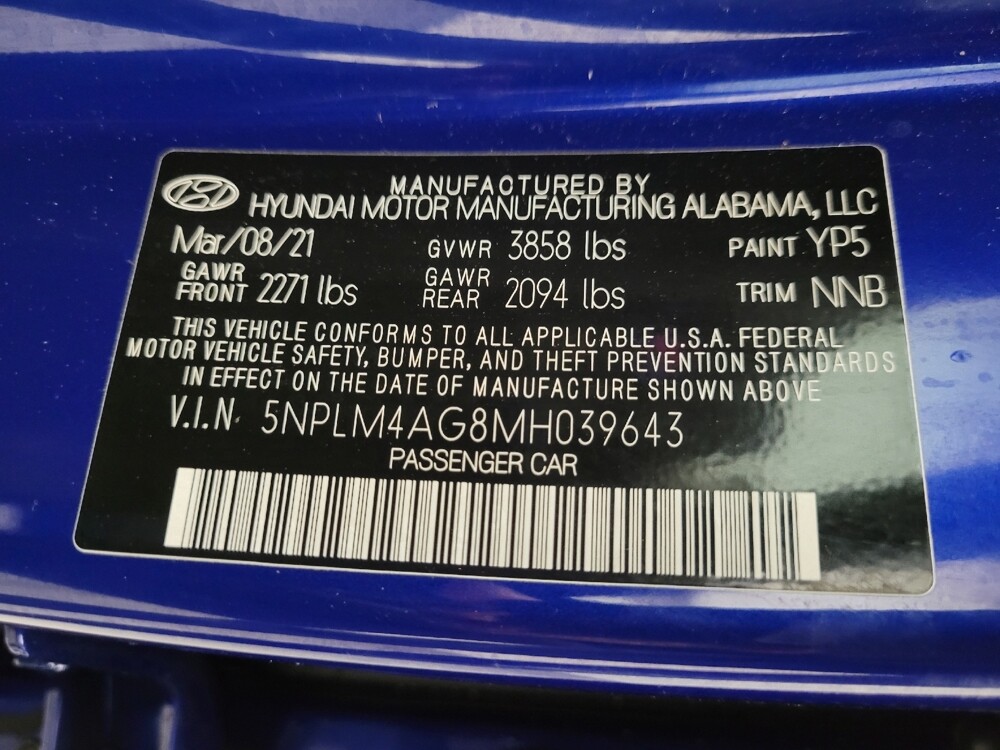 MANUFACTURED BY
HYUNDAI MOTOR MANUFACTURING ALABAMA, LLC
Mar/08/21 GVWR 3858 lbs PAINT YP5
GAWR FRONT 2271 lbs GAWR REAR 2094 lbs TRIM NNB
THIS VEHICLE CONFORMS TO ALL APPLICABLE U.S.A. FEDERAL
MOTOR VEHICLE SAFETY, BUMPER, AND THEFT PREVENTION STANDARDS
IN EFFECT ON THE DATE OF MANUFACTURE SHOWN ABOVE
V.I.N. 5NPLM4AG8MH039643
PASSENGER CAR